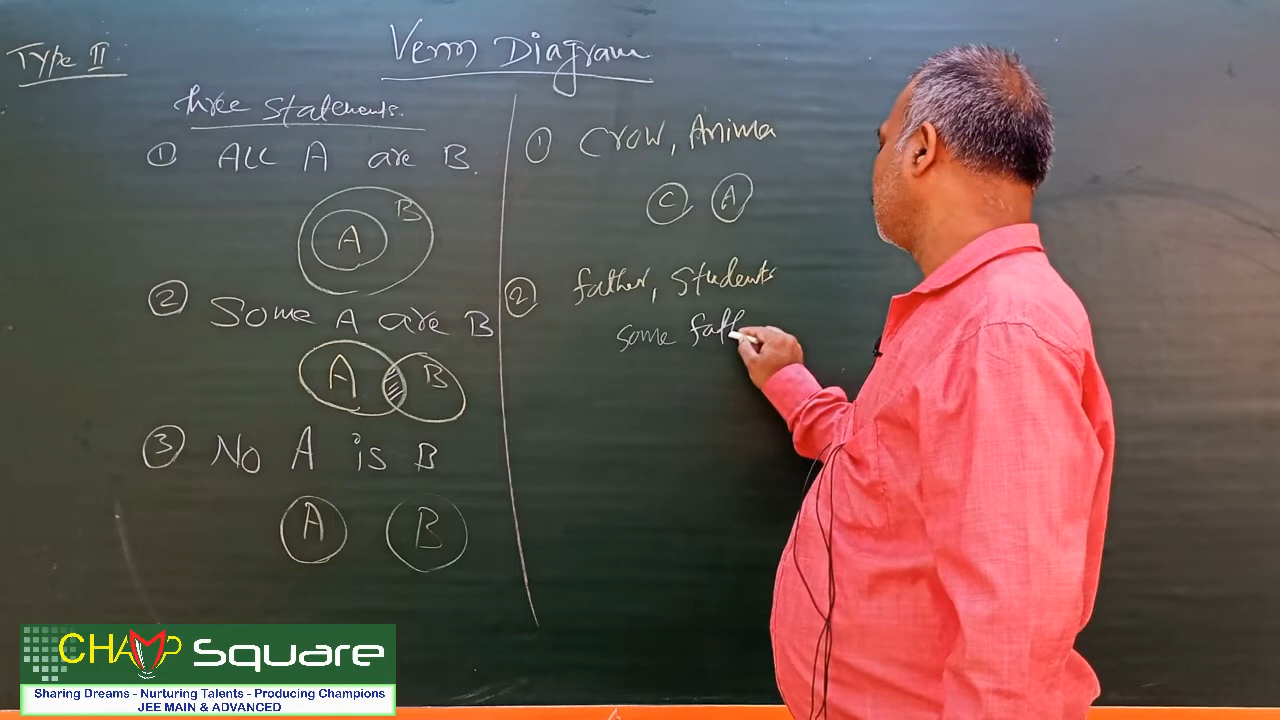 Type II
Venn Diagram
three statements.
① All A are B.
B
A
② Some A are B
A B
③ No A is B
A B
① Crow, Anima
C A
② father, students
some fath
CHAMP Square
Sharing Dreams - Nurturing Talents - Producing Champions
JEE MAIN & ADVANCED